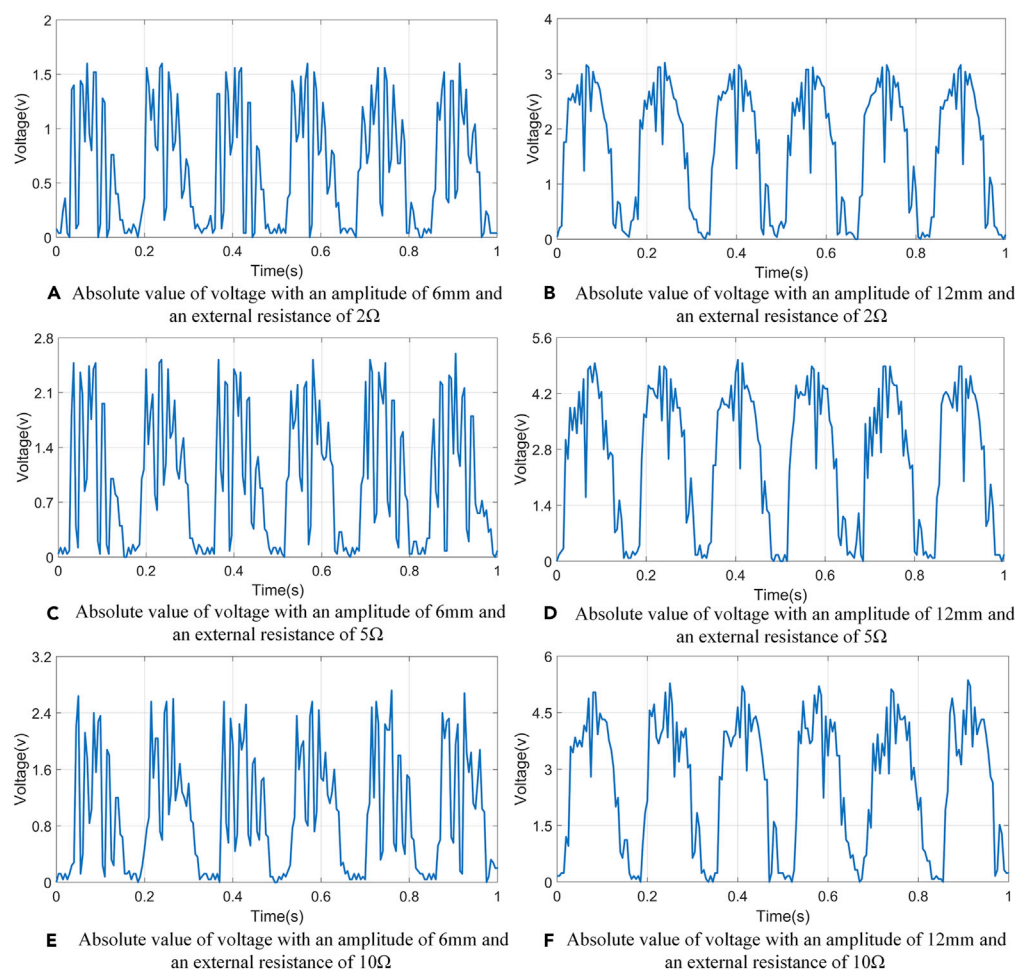 2
1.5
1
0.5
0
Voltage(v)
0 0.2 0.4 0.6 0.8 1
Time(s)
A Absolute value of voltage with an amplitude of 6mm and
an external resistance of 2Ω
4
3
2
1
0
Voltage(v)
0 0.2 0.4 0.6 0.8 1
Time(s)
B Absolute value of voltage with an amplitude of 12mm and
an external resistance of 2Ω
2.8
2.1
1.4
0.7
0
Voltage(v)
0 0.2 0.4 0.6 0.8 1
Time(s)
C Absolute value of voltage with an amplitude of 6mm and
an external resistance of 5Ω
5.6
4.2
2.8
1.4
0
Voltage(v)
0 0.2 0.4 0.6 0.8 1
Time(s)
D Absolute value of voltage with an amplitude of 12mm and
an external resistance of 5Ω
3.2
2.4
1.6
0.8
0
Voltage(v)
0 0.2 0.4 0.6 0.8 1
Time(s)
E Absolute value of voltage with an amplitude of 6mm and
an external resistance of 10Ω
6
4.5
3
1.5
0
Voltage(v)
0 0.2 0.4 0.6 0.8 1
Time(s)
F Absolute value of voltage with an amplitude of 12mm and
an external resistance of 10Ω